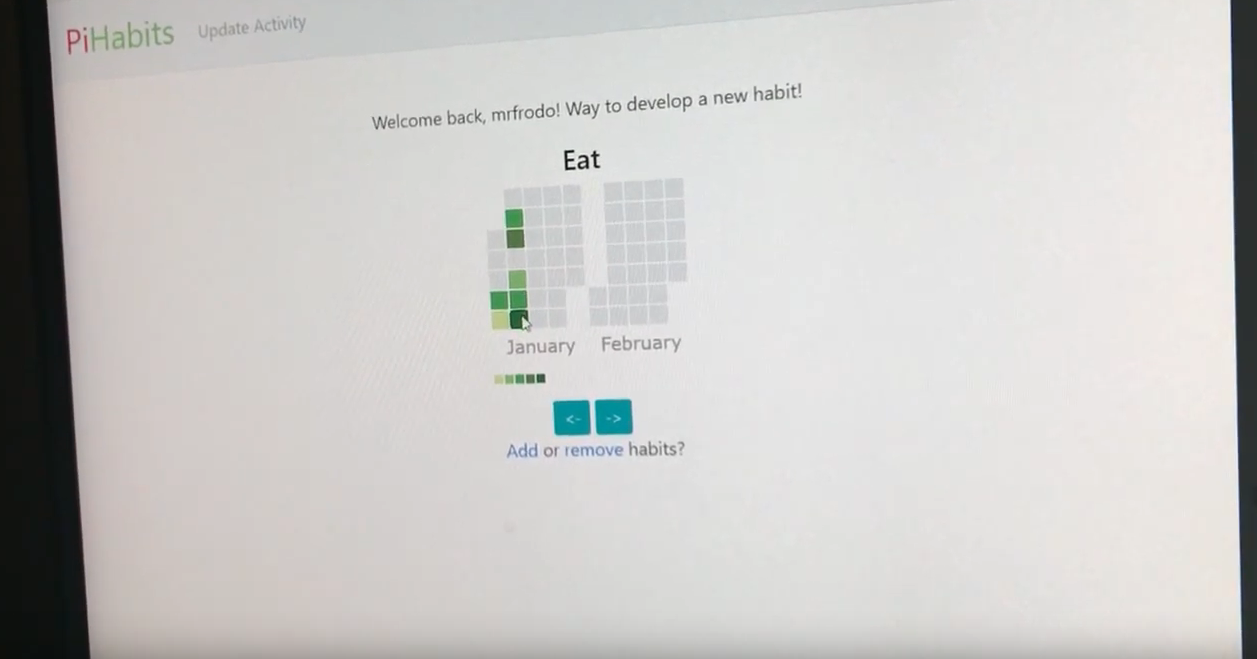 PiHabits Update Activity
Welcome back, mrfrodo! Way to develop a new habit!
Eat
January February
<- ->
Add or remove habits?